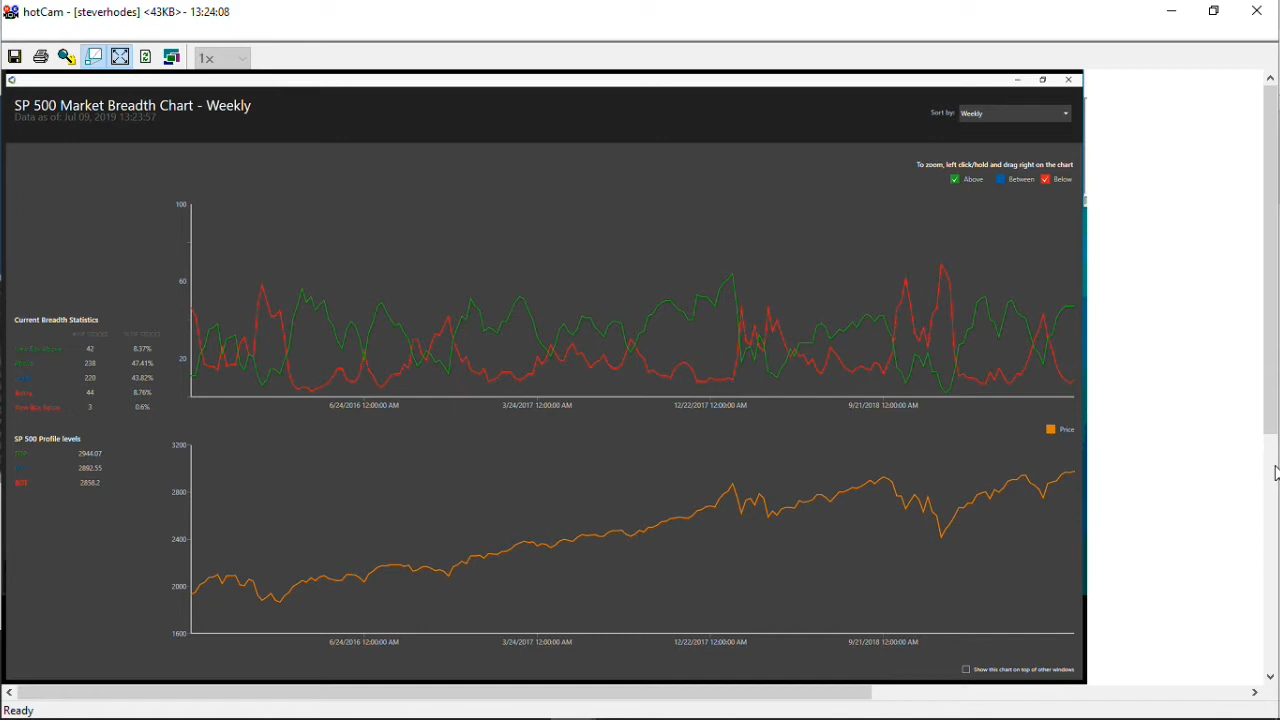 hotCam - [steverhodes] <43KB> - 13:24:08
1x
SP 500 Market Breadth Chart - Weekly
Data as of: Jul 09, 2019 13:23:57
Sort by: Weekly
To zoom, left click/hold and drag right on the chart
Above Between Below
100
60
20
6/24/2016 12:00:00 AM 3/24/2017 12:00:00 AM 12/22/2017 12:00:00 AM 9/21/2018 12:00:00 AM
Current Breadth Statistics
42 8.37%
238 47.41%
220 43.82%
Below 44 8.76%
3 0.6%
SP 500 Profile levels
2944.07
2892.55
BOT 2858.2
Price
3200
2800
2400
2000
1600
6/24/2016 12:00:00 AM 3/24/2017 12:00:00 AM 12/22/2017 12:00:00 AM 9/21/2018 12:00:00 AM
Show this chart on top of other windows
Ready